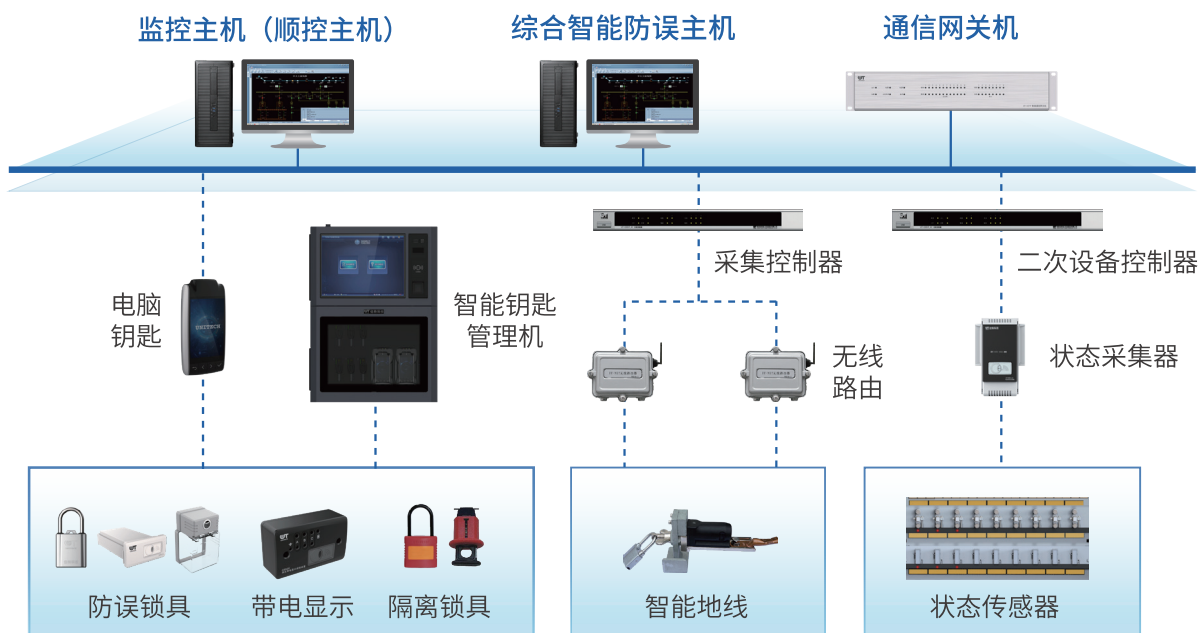 监控主机（顺控主机）
综合智能防误主机
通信网关机
采集控制器
二次设备控制器
电脑
钥匙
UNITECH
智能钥匙
管理机
无线
路由
状态采集器
防误锁具
带电显示
隔离锁具
智能地线
状态传感器